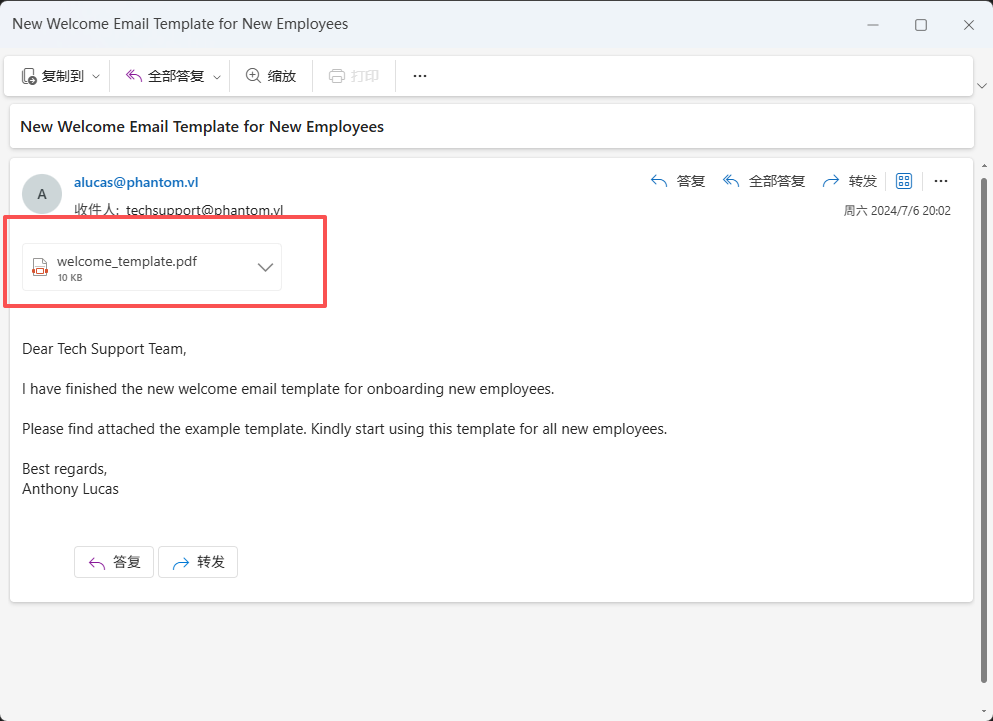 New Welcome Email Template for New Employees
复制到 全部答复 缩放 打印 ...
New Welcome Email Template for New Employees
A alucas@phantom.vl 答复 全部答复 转发 ...
收件人: techsupport@phantom.vl 周六 2024/7/6 20:02
welcome_template.pdf
10 KB
Dear Tech Support Team,
I have finished the new welcome email template for onboarding new employees.
Please find attached the example template. Kindly start using this template for all new employees.
Best regards,
Anthony Lucas
答复 转发